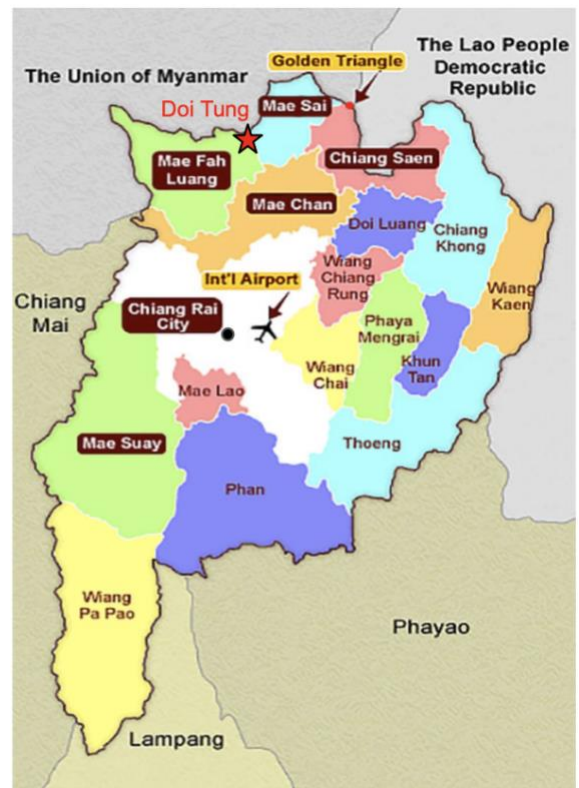 Golden Triangle
The Lao People
Democratic
Republic
The Union of Myanmar
Doi Tung
Mae Sai
Mae Fah
Luang
Chiang Saen
Mae Chan
Doi Luang
Chiang
Khong
Wrang
Chiang
Rung
Int'l Airport
Wiang
Kaen
Chiang
Mai
Chiang Rai
City
Phaya
Mengrai
Khun
Tan
Wiang
Chai
Mae Lao
Mae Suay
Thoeng
Phan
Wiang
Pa Pao
Phayao
Lampang